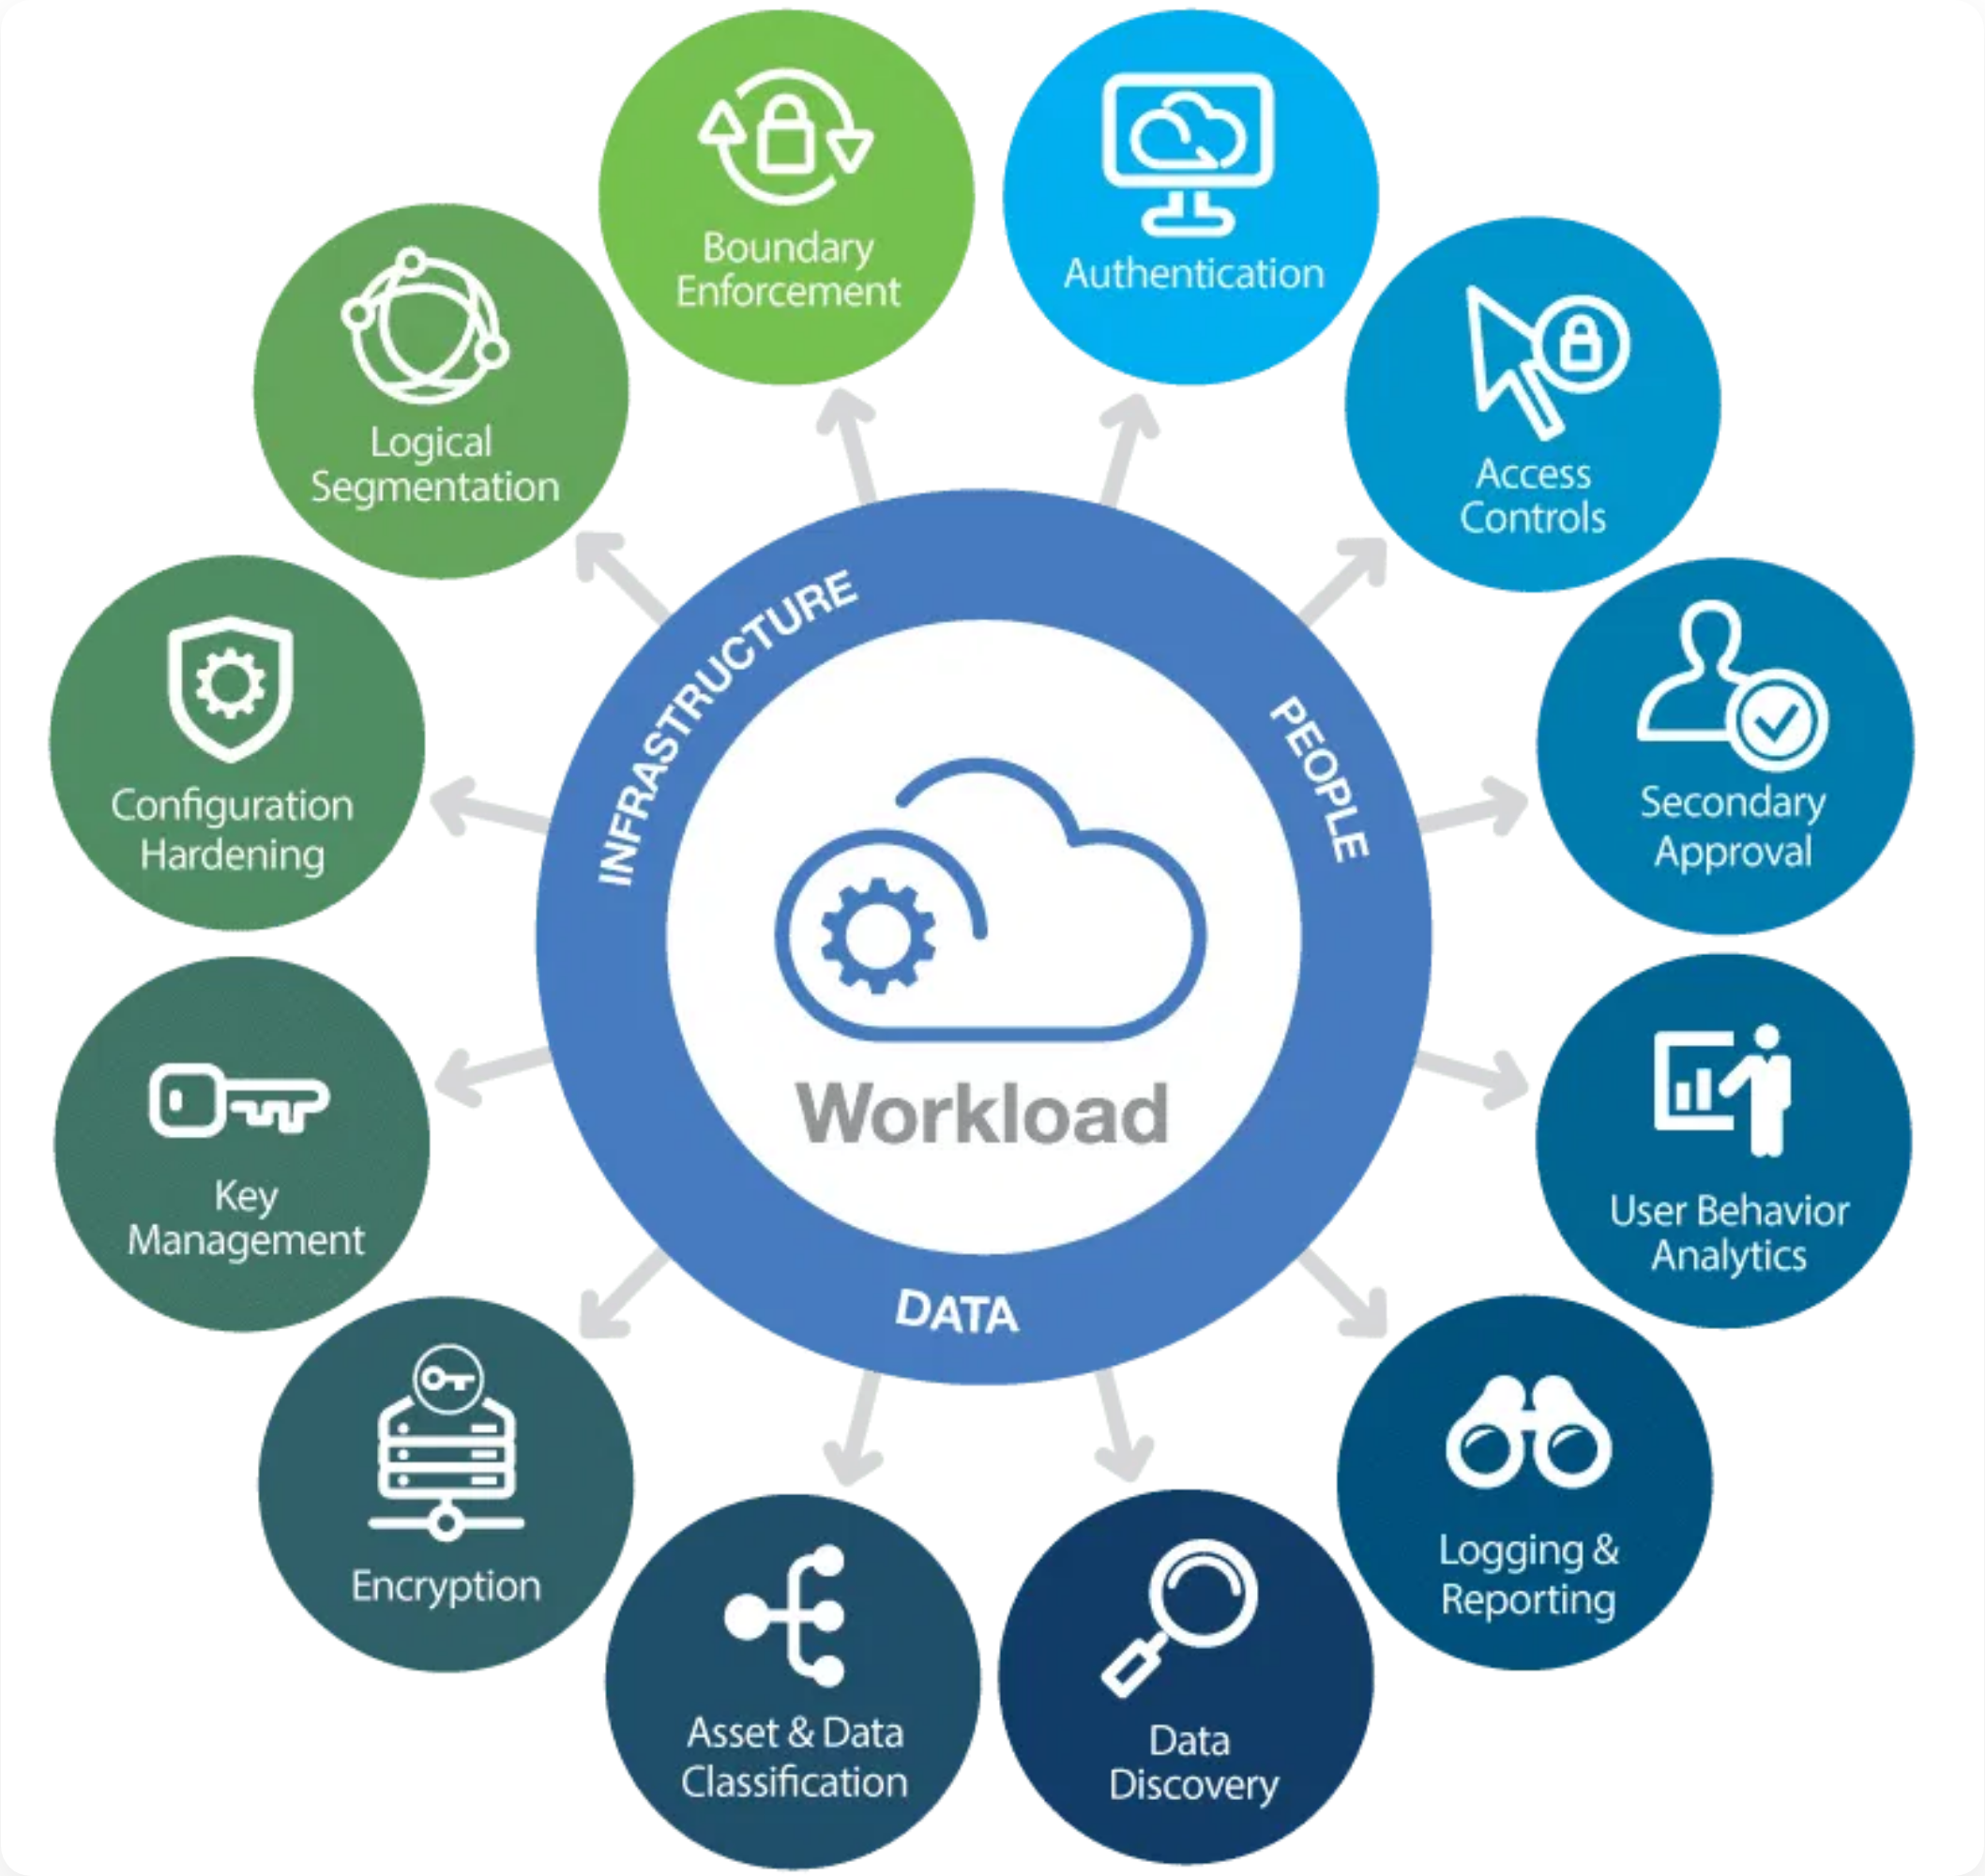 Boundary
Enforcement
Authentication
Access
Controls
Secondary
Approval
User Behavior
Analytics
Logging &
Reporting
Data
Discovery
Asset & Data
Classification
Encryption
Key
Management
Configuration
Hardening
Logical
Segmentation
INFRASTRUCTURE
PEOPLE
DATA
Workload